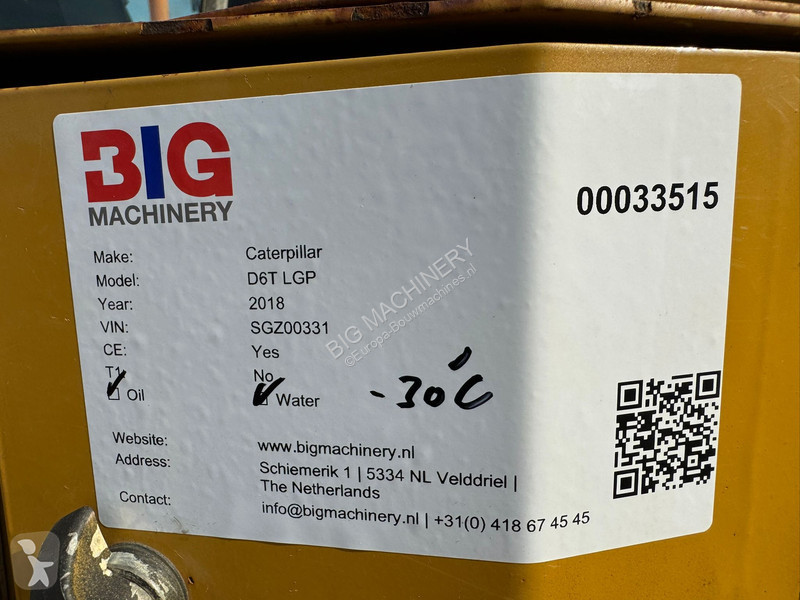 BIG
MACHINERY
00033515
Make: Caterpillar
Model: D6T LGP
Year: 2018
VIN: SGZ00331
CE: Yes
T1 No
Oil Water -30°C
Website: www.bigmachinery.nl
Address: Schiemerik 1 | 5334 NL Velddriel |
The Netherlands
Contact: info@bigmachinery.nl | +31(0) 418 67 45 45
BIG MACHINERY
©Europa-Bouwmachines.nl